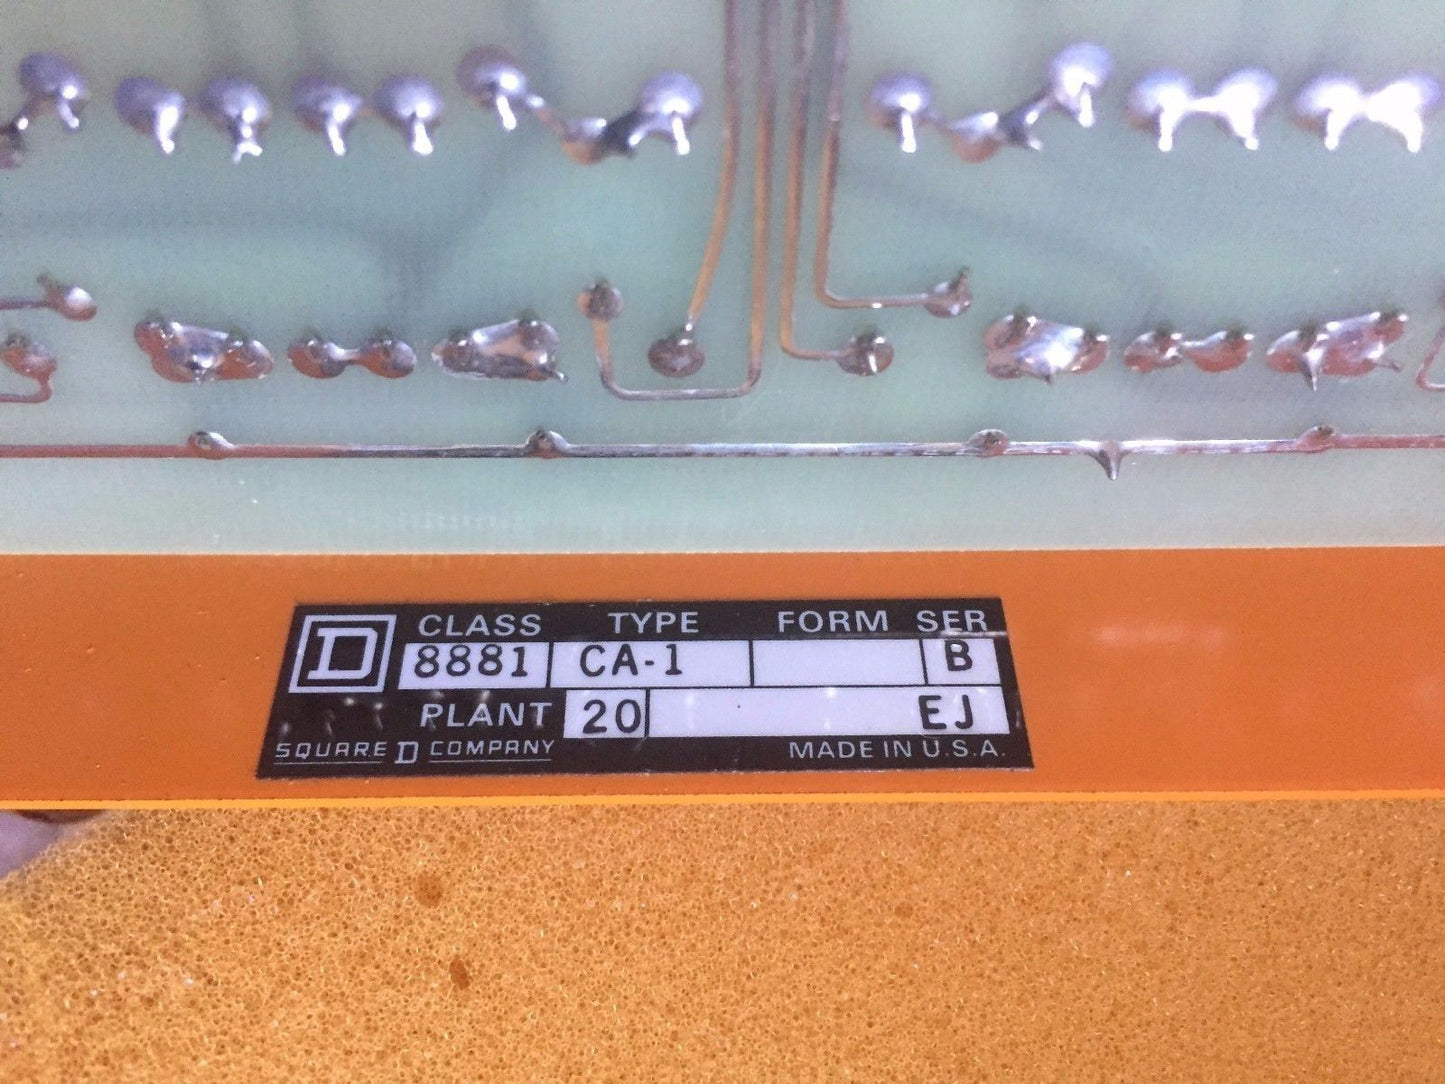 D CLASS TYPE FORM SER
8881 CA-1 B
PLANT 20 EJ
SQUARE D COMPANY MADE IN U.S.A.